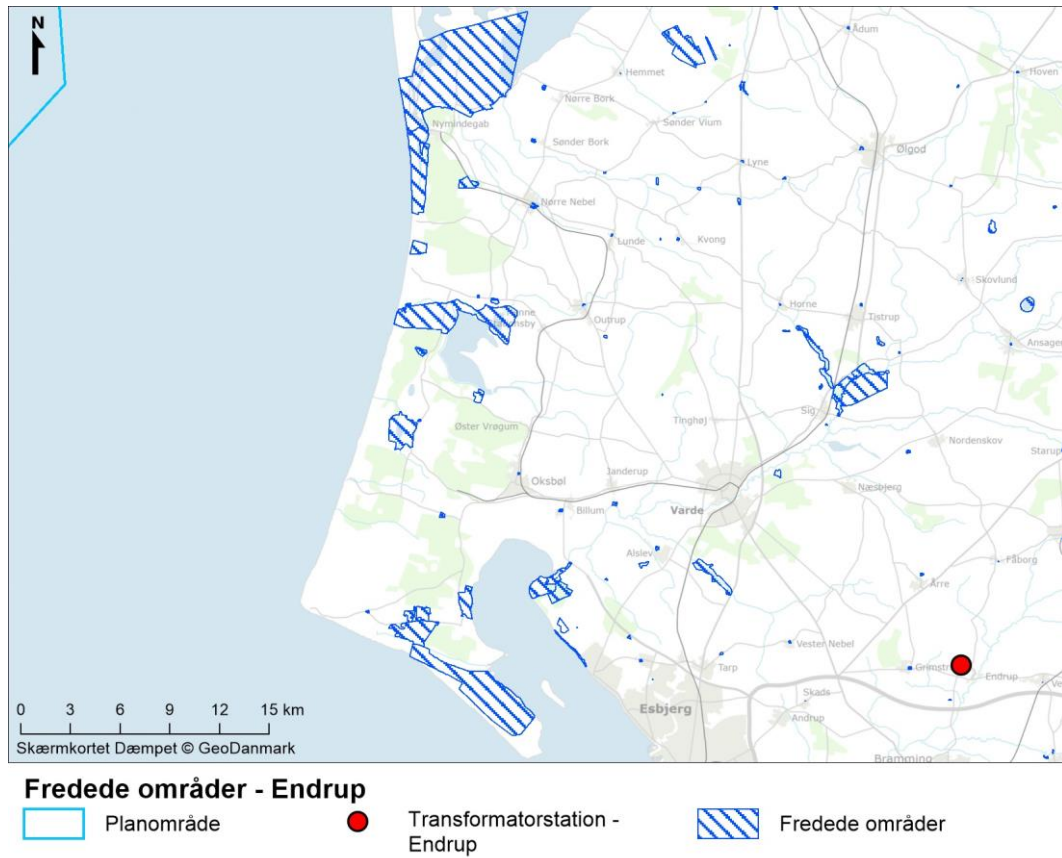 N
Ådum
Hemmet
Hoven
Nørre Bork
Sønder Vium
Nymindegab
Sønder Bork
Ølgod
Lyne
Nørre Nebel
Lunde
Kvong
Skovlund
Horne
Tistrup
Outrup
Ansager
Sig
Tinghøj
Øster Vrøgum
Nordenskov
Starup
Oksbøl
Janderup
Næsbjerg
Varde
Billum
Alslev
Fåborg
Årre
Vester Nebel
Tarp
Endrup
Skads
Esbjerg
Andrup
Bramming
0 3 6 9 12 15 km
Skærmkortet Dæmpet © GeoDanmark
Fredede områder - Endrup
Planområde
Transformatorstation -
Endrup
Fredede områder